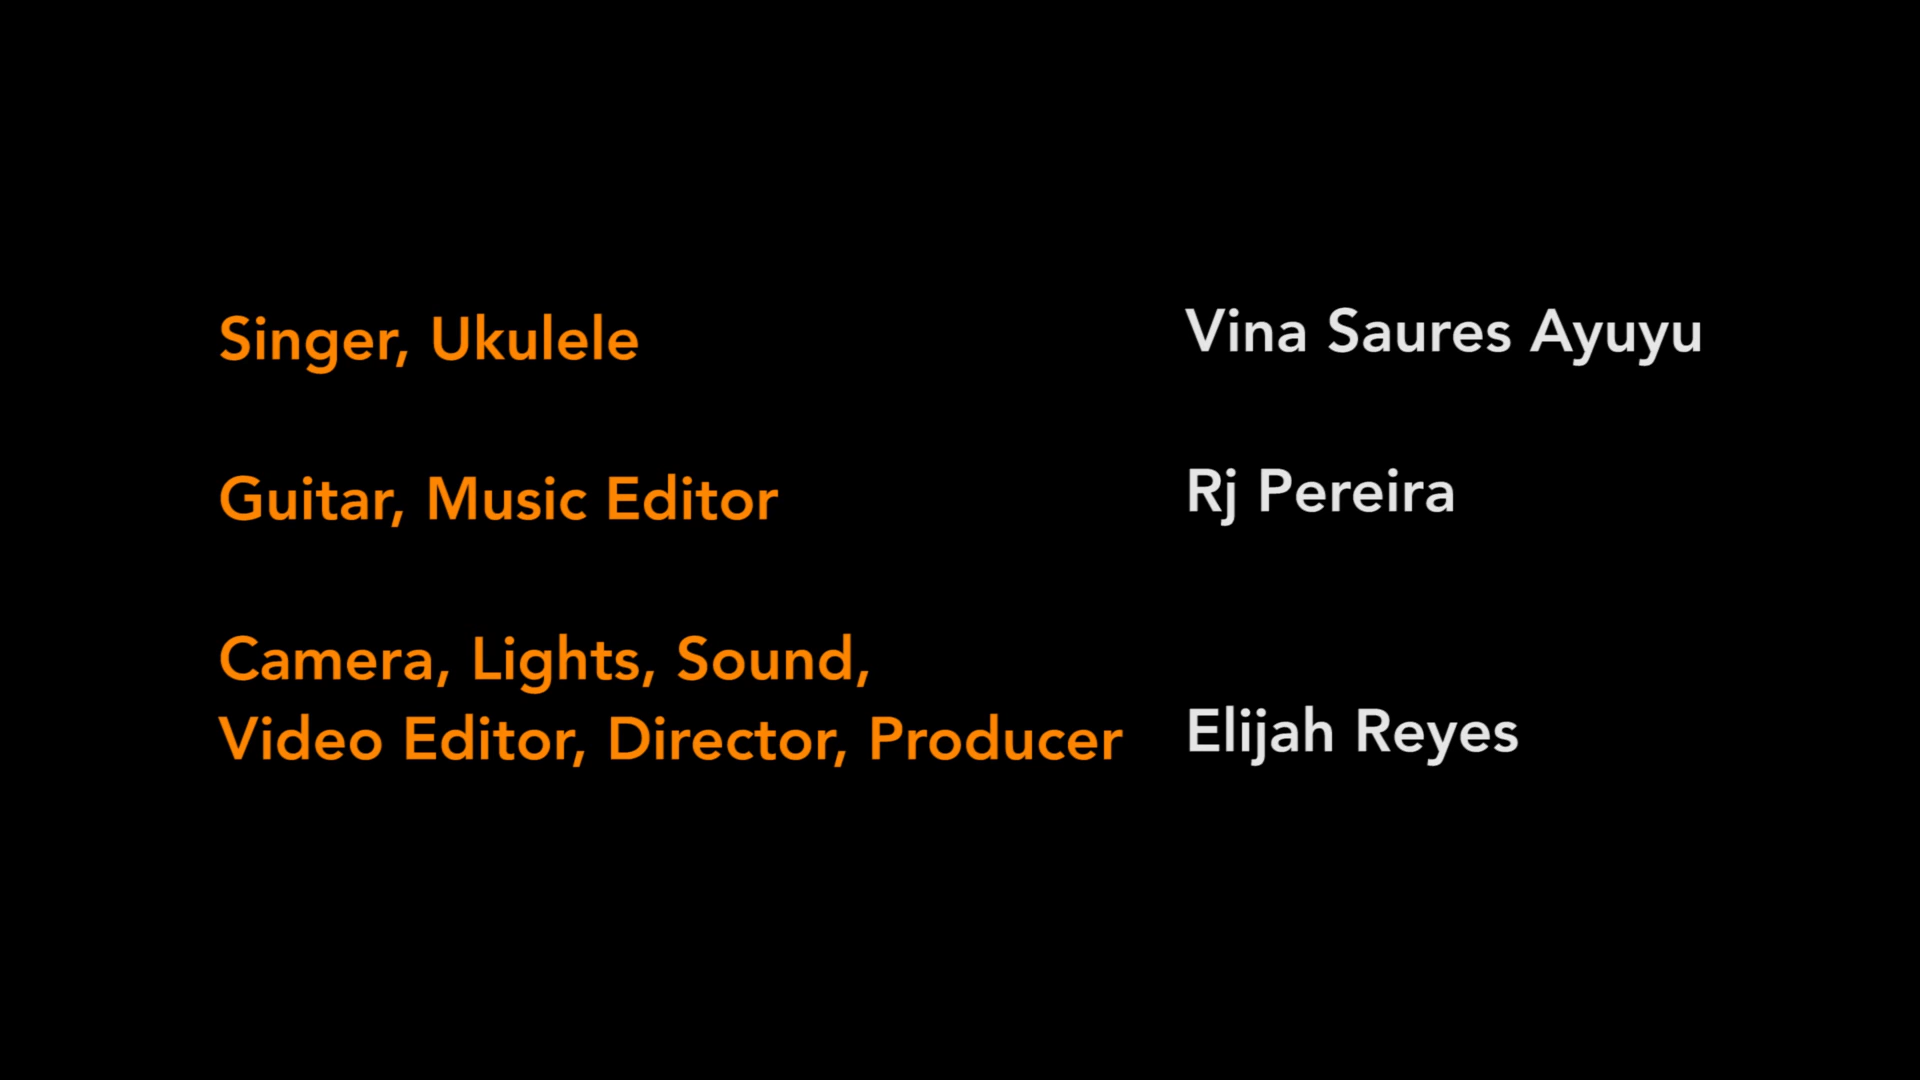 Singer, Ukulele
Vina Saures Ayuyu
Guitar, Music Editor
Rj Pereira
Camera, Lights, Sound,
Video Editor, Director, Producer
Elijah Reyes